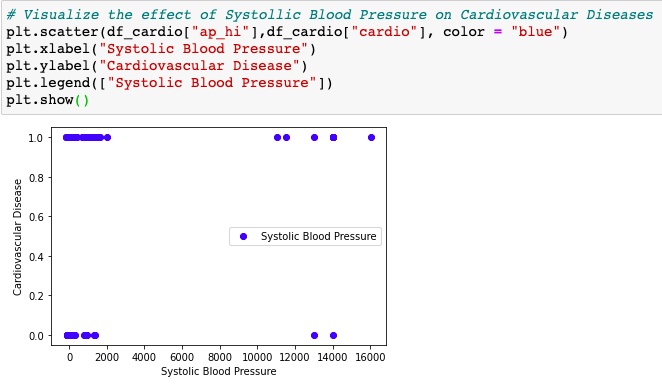 # Visualize the effect of Systollic Blood Pressure on Cardiovascular Diseases
plt.scatter(df_cardio["ap_hi"],df_cardio["cardio"], color = "blue")
plt.xlabel("Systolic Blood Pressure")
plt.ylabel("Cardiovascular Disease")
plt.legend(["Systolic Blood Pressure"])
plt.show()
1.0
0.8
0.6
0.4
0.2
0.0
Cardiovascular Disease
Systolic Blood Pressure
0 2000 4000 6000 8000 10000 12000 14000 16000
Systolic Blood Pressure